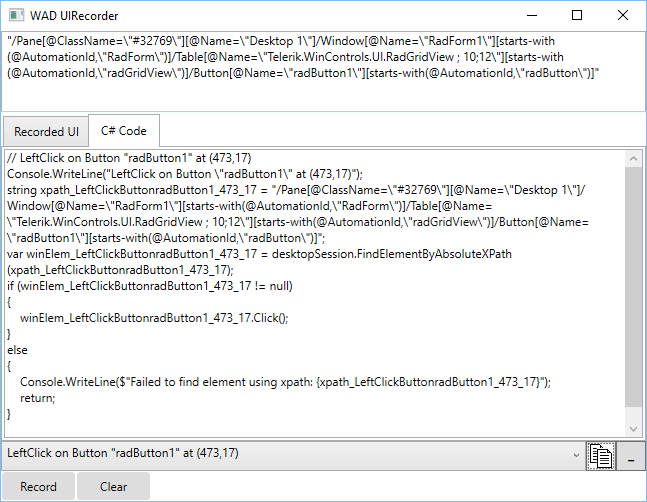 WAD UIRecorder
"/Pane[@ClassName=\"#32769\"][@Name=\"Desktop 1\"]/Window[@Name=\"RadForm1\"][starts-with
(@AutomationId,\"RadForm\")]/Table[@Name=\"Telerik.WinControls.UI.RadGridView ; 10;12\"][starts-with
(@AutomationId,\"radGridView\")]/Button[@Name=\"radButton1\"][starts-with(@AutomationId,\"radButton\")]"
Recorded UI
C# Code
// LeftClick on Button "radButton1" at (473,17)
Console.WriteLine("LeftClick on Button \"radButton1\" at (473,17)");
string xpath_LeftClickButtonradButton1_473_17 = "/Pane[@ClassName=\"#32769\"][@Name=\"Desktop 1\"]/
Window[@Name=\"RadForm1\"][starts-with(@AutomationId,\"RadForm\")]/Table[@Name=
\"Telerik.WinControls.UI.RadGridView ; 10;12\"][starts-with(@AutomationId,\"radGridView\")]/Button[@Name=
\"radButton1\"][starts-with(@AutomationId,\"radButton\")]";
var winElem_LeftClickButtonradButton1_473_17 = desktopSession.FindElementByAbsoluteXPath
(xpath_LeftClickButtonradButton1_473_17);
if (winElem_LeftClickButtonradButton1_473_17 != null)
{
    winElem_LeftClickButtonradButton1_473_17.Click();
}
else
{
    Console.WriteLine($"Failed to find element using xpath: {xpath_LeftClickButtonradButton1_473_17}");
    return;
}
LeftClick on Button "radButton1" at (473,17)
Record
Clear